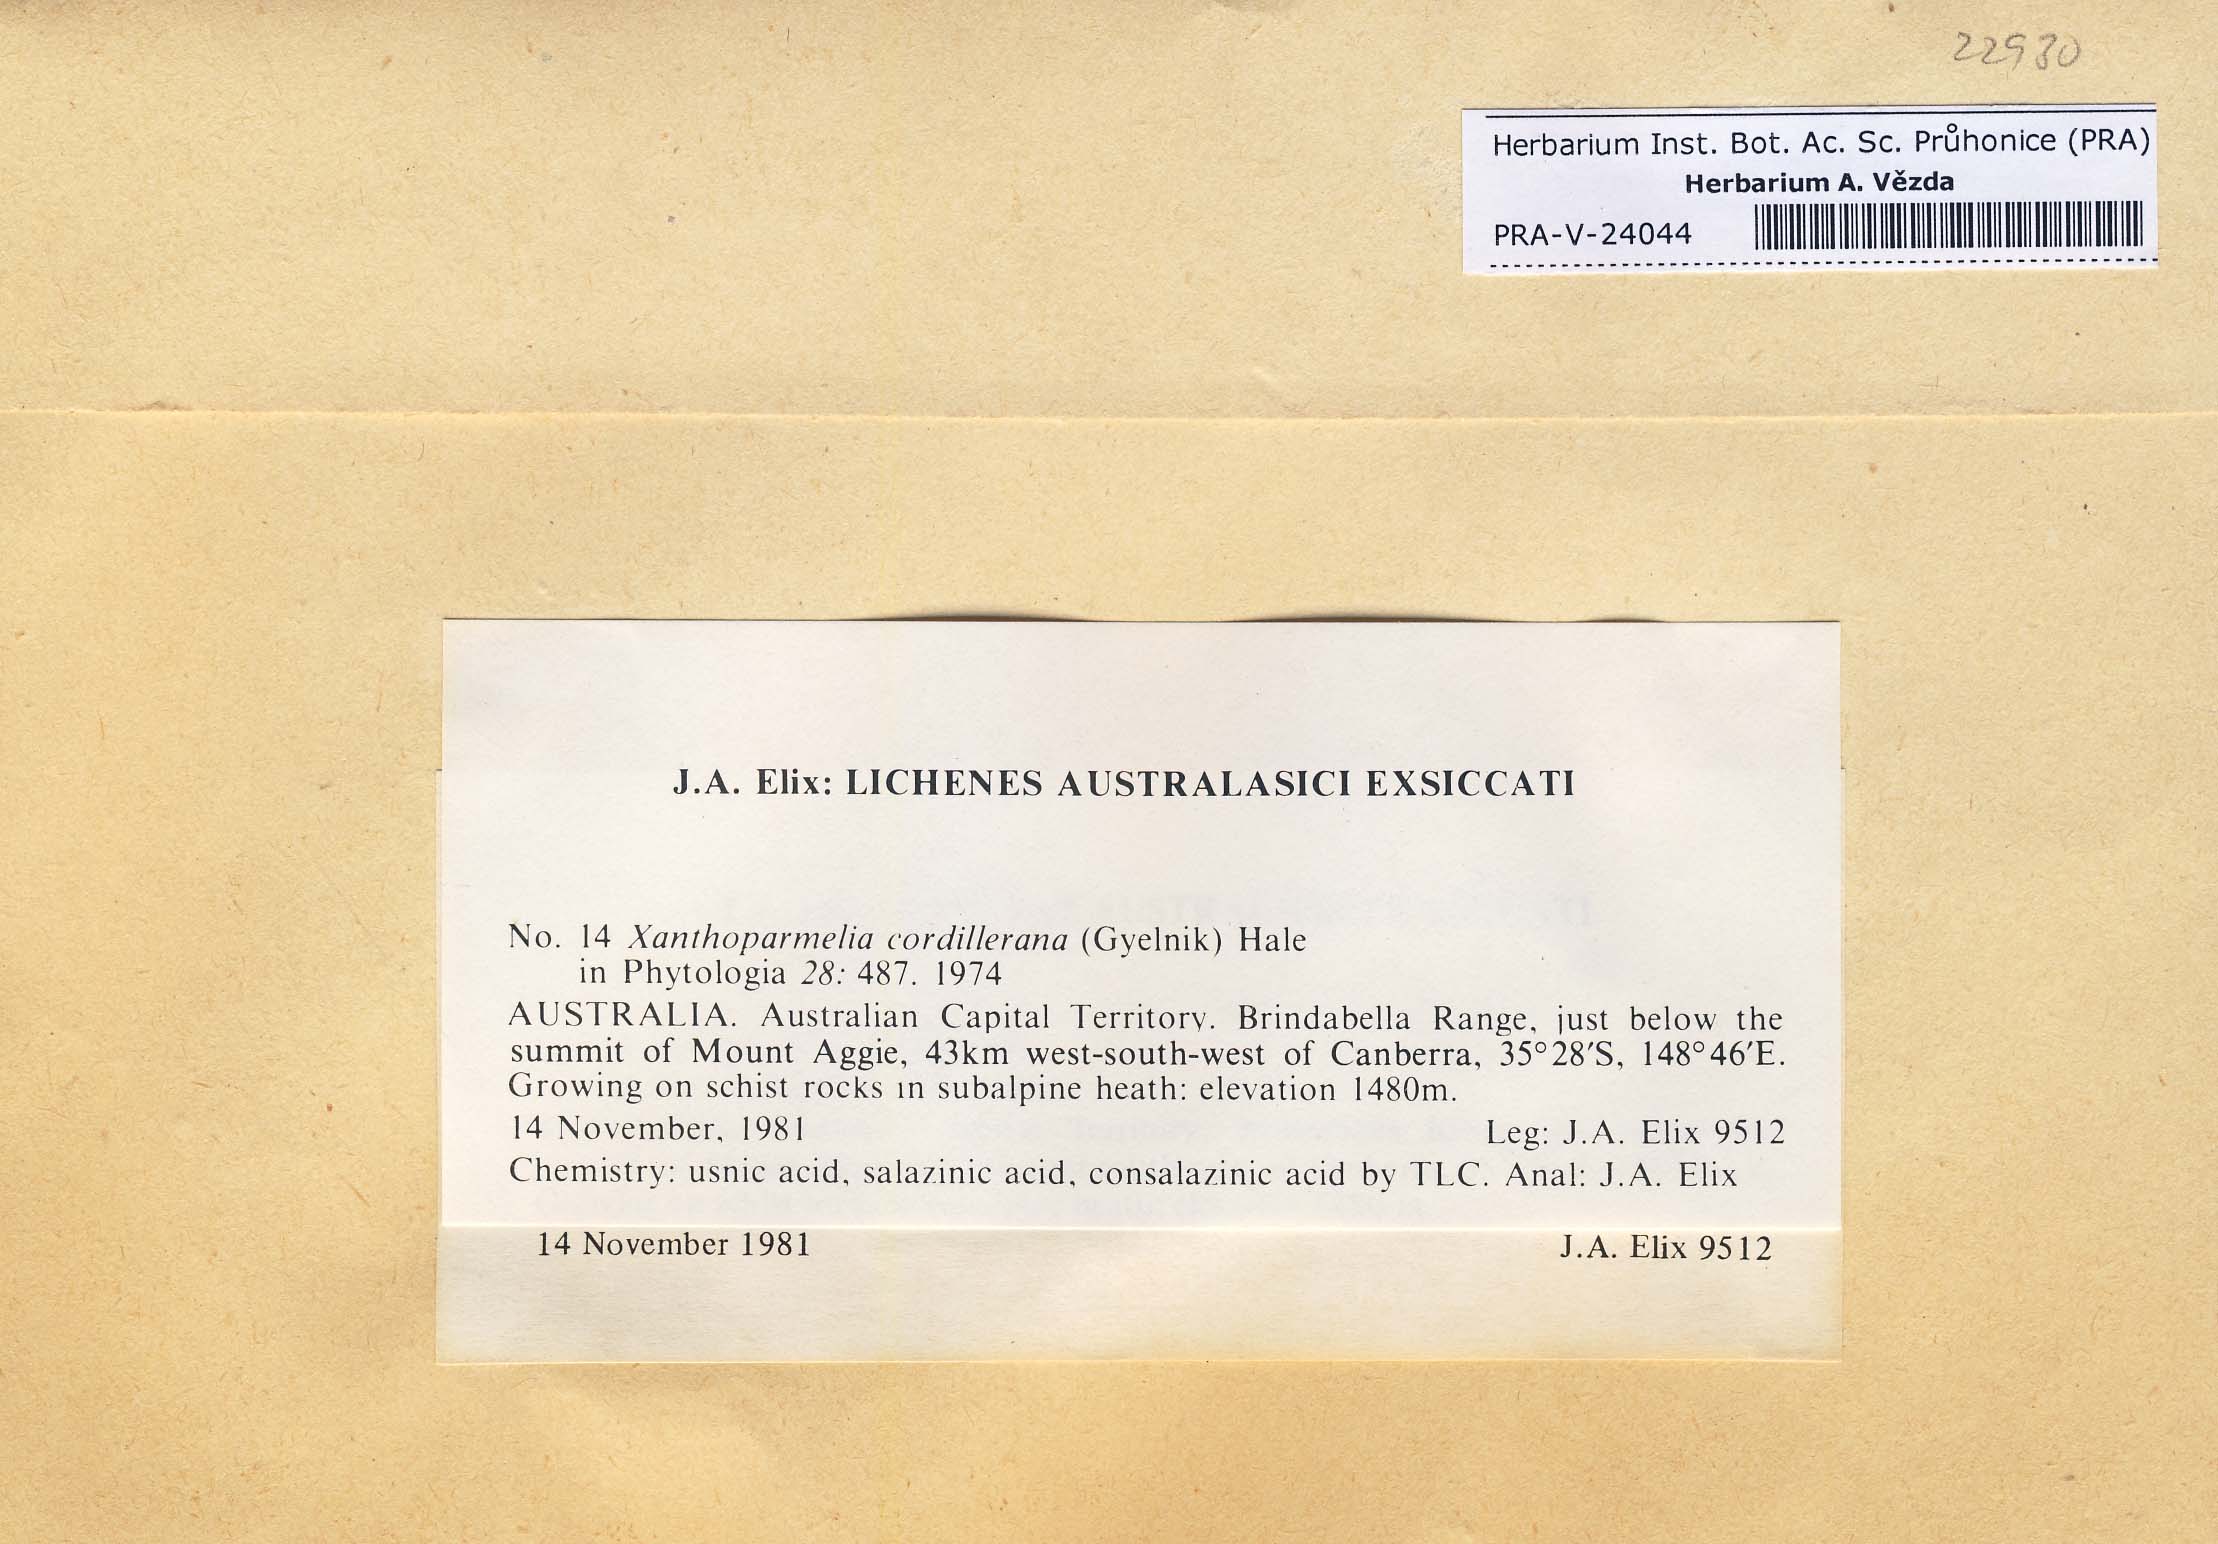 22930
Herbarium Inst. Bot. Ac. Sc. Průhonice (PRA)
Herbarium A. Vězda
PRA-V-24044
J.A. Elix: LICHENES AUSTRALASICI EXSICCATI
No. 14 Xanthoparmelia cordillerana (Gyelnik) Hale
in Phytologia 28: 487. 1974
AUSTRALIA. Australian Capital Territory. Brindabella Range, just below the
summit of Mount Aggie, 43km west-south-west of Canberra, 35°28′S, 148°46′E.
Growing on schist rocks in subalpine heath: elevation 1480m.
14 November, 1981 Leg: J.A. Elix 9512
Chemistry: usnic acid, salazinic acid, consalazinic acid by TLC. Anal: J.A. Elix
14 November 1981 J.A. Elix 9512